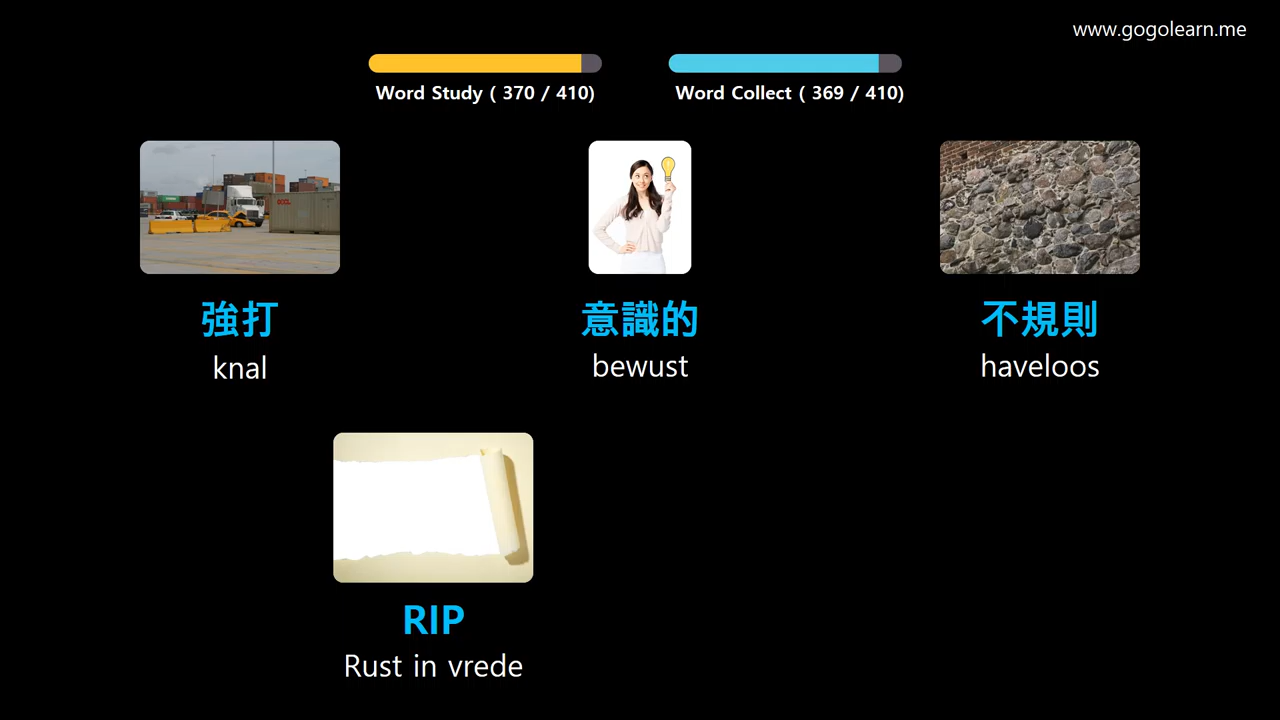 www.gogolearn.me
Word Study ( 370 / 410)
Word Collect ( 369 / 410)
強打
knal
意識的
bewust
不規則
haveloos
RIP
Rust in vrede